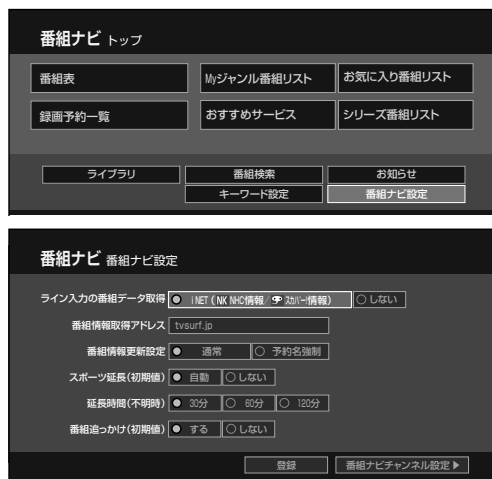 番組ナビ トップ
番組表 Myジャンル番組リスト お気に入り番組リスト
録画予約一覧 おすすめサービス シリーズ番組リスト
ライブラリ 番組検索 お知らせ
キーワード設定 番組ナビ設定
番組ナビ 番組ナビ設定
ライン入力の番組データ取得 ● iNET ( NK NHC情報 / スカパー!情報) ○ しない
番組情報取得アドレス tvsurf.jp
番組情報更新設定 ● 通常 ○ 予約名強制
スポーツ延長(初期値) ● 自動 ○ しない
延長時間(不明時) ● 30分 ○ 60分 ○ 120分
番組追っかけ(初期値) ● する ○ しない
登録 番組ナビチャンネル設定 ▶